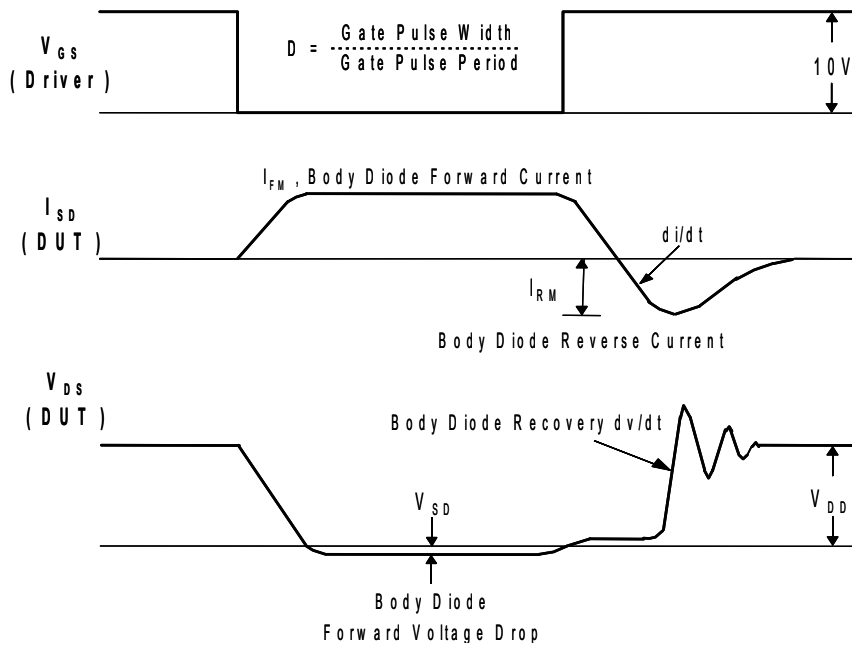 V GS
( Driver )
D = Gate Pulse Width
Gate Pulse Period
10V
I FM , Body Diode Forward Current
I SD
( DUT )
di/dt
I RM
Body Diode Reverse Current
V DS
( DUT )
Body Diode Recovery dv/dt
V SD
V DD
Body Diode
Forward Voltage Drop